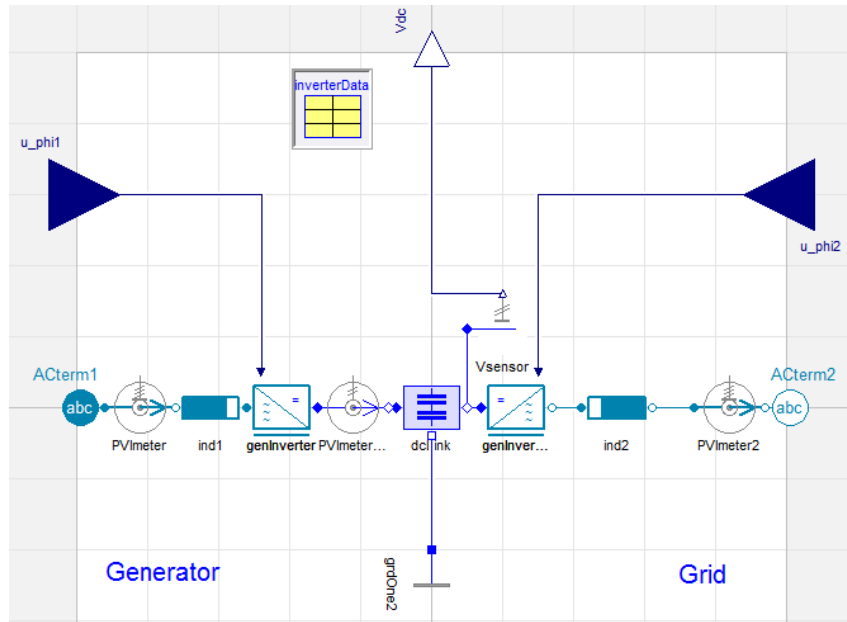 Vdc
inverterData
u_phi1
u_phi2
Vsensor
ACterm1
ACterm2
abc
abc
=
~
~
~
=
~
~
~
PVImeter
ind1
genInverter
PVImeter...
dcLink
genInver...
ind2
PVImeter2
grdOne2
Generator
Grid